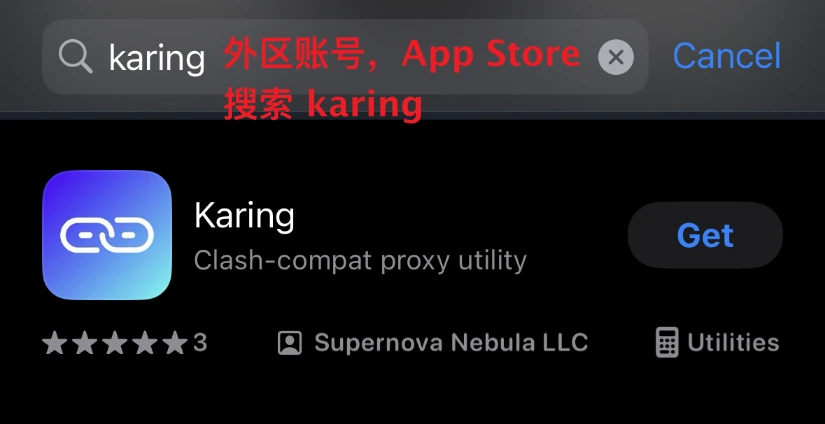 karing 外区账号，App Store Cancel
搜索 karing
Karing
Clash-compat proxy utility
Get
3 Supernova Nebula LLC Utilities